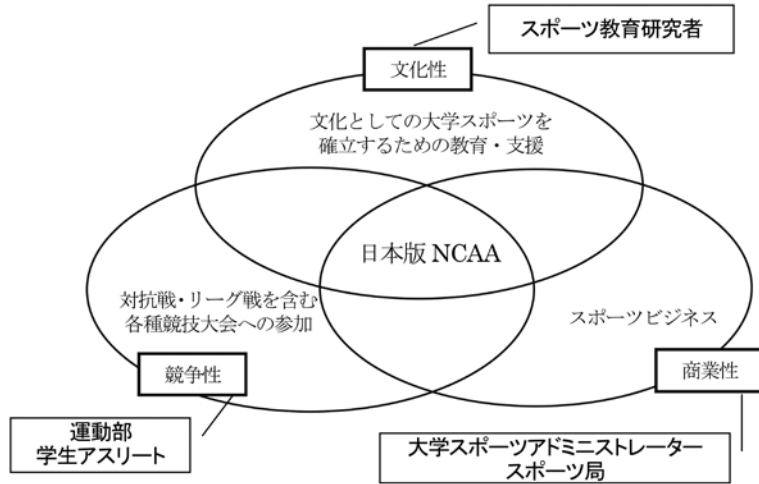 スポーツ教育研究者
文化性
文化としての大学スポーツを
確立するための教育・支援
日本版 NCAA
対抗戦・リーグ戦を含む
各種競技大会への参加
スポーツビジネス
競争性
商業性
運動部
学生アスリート
大学スポーツアドミニストレーター
スポーツ局